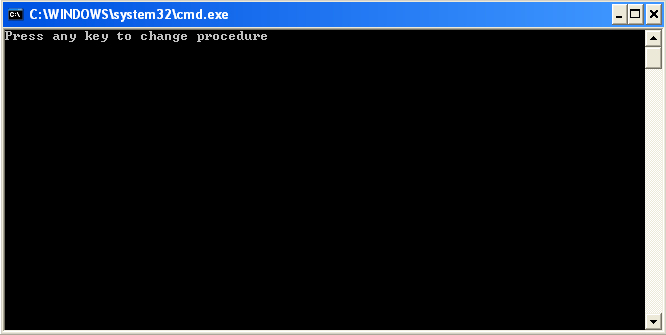 C:\WINDOWS\system32\cmd.exe
Press any key to change procedure